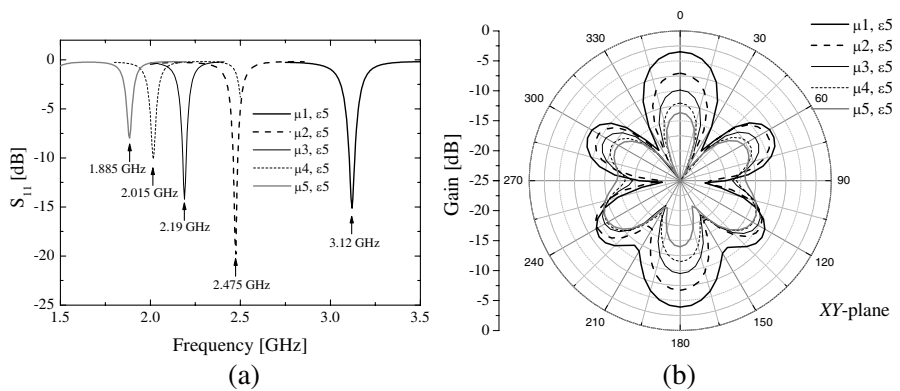 0
-5
-10
-15
-20
-25
S11 [dB]
1.5
2.0
2.5
3.0
3.5
Frequency [GHz]
1.885 GHz
2.015 GHz
2.19 GHz
2.475 GHz
3.12 GHz
μ1, ε5
μ2, ε5
μ3, ε5
μ4, ε5
μ5, ε5
(a)
0
-5
-10
-15
-20
-25
-20
-15
-10
-5
0
Gain [dB]
0
30
60
90
120
150
180
210
240
270
300
330
μ1, ε5
μ2, ε5
μ3, ε5
μ4, ε5
μ5, ε5
XY-plane
(b)